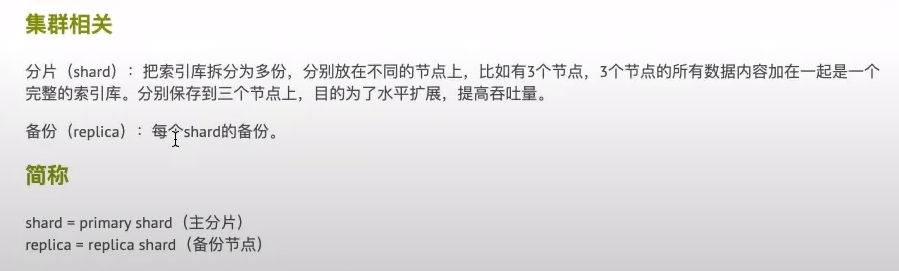 集群相关
分片（shard）：把索引库拆分为多份，分别放在不同的节点上，比如有3个节点，3个节点的所有数据内容加在一起是一个
完整的索引库。分别保存到三个节点上，目的为了水平扩展，提高吞吐量。
备份（replica）：每个shard的备份。
简称
shard = primary shard（主分片）
replica = replica shard（备份节点）